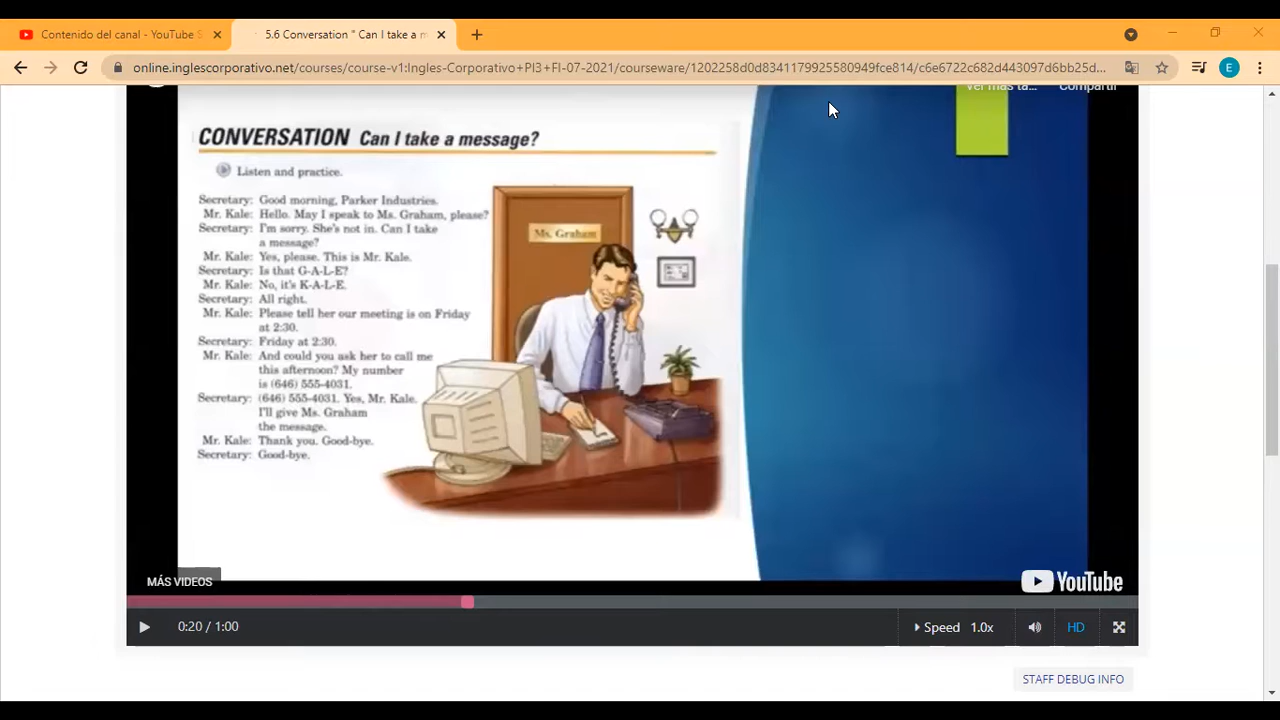 Contenido del canal - YouTube S
5.6 Conversation " Can I take a m
online.inglescorporativo.net/courses/course-v1:Ingles-Corporativo+PI3+FI-07-2021/courseware/1202258d0d8341179925580949fce814/c6e6722c682d443097d6bb25d...
E
Ver más ta...
Compartir
CONVERSATION Can I take a message?
Listen and practice.
Secretary: Good morning, Parker Industries.
Mr. Kale: Hello. May I speak to Ms. Graham, please?
Secretary: I'm sorry. She's not in. Can I take
a message?
Mr. Kale: Yes, please. This is Mr. Kale.
Secretary: Is that G-A-L-E?
Mr. Kale: No, it's K-A-L-E.
Secretary: All right.
Mr. Kale: Please tell her our meeting is on Friday
at 2:30.
Secretary: Friday at 2:30.
Mr. Kale: And could you ask her to call me
this afternoon? My number
is (646) 555-4031.
Secretary: (646) 555-4031. Yes, Mr. Kale.
I'll give Ms. Graham
the message.
Mr. Kale: Thank you. Good-bye.
Secretary: Good-bye.
Ms. Graham
MÁS VIDEOS
YouTube
0:20 / 1:00
Speed 1.0x
HD
STAFF DEBUG INFO